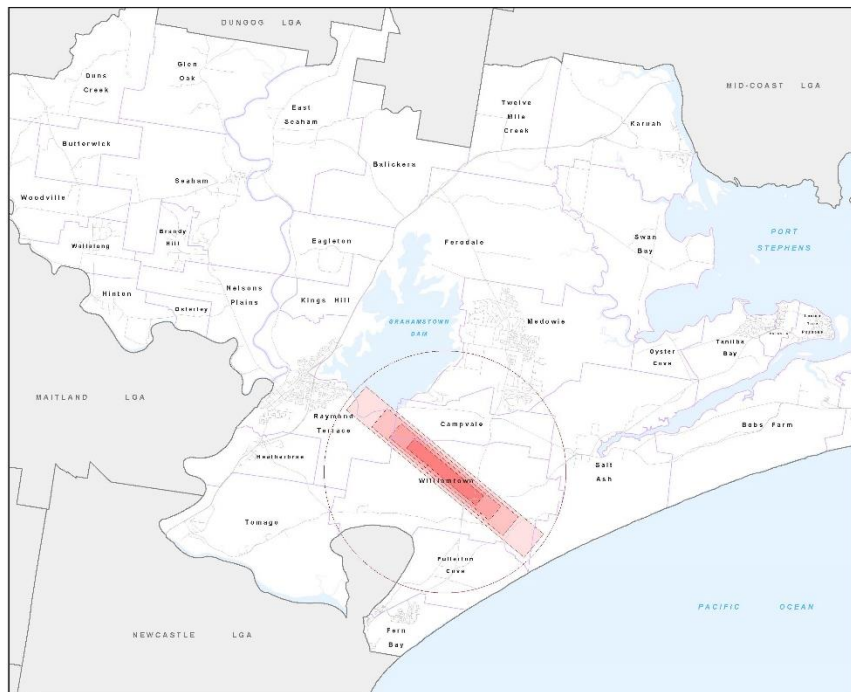 DUNGOG LGA
MID-COAST LGA
Duns
Creek
Glen
Oak
East
Seaham
Twelve
Mile
Creek
Karuah
Butterwick
Balickera
Seaham
Woodville
Wallalong
Brandy
Hill
Eagleton
Ferodale
Swan
Bay
PORT
STEPHENS
Hinton
Osterley
Nelsons
Plains
Kings Hill
GRAHAMSTOWN
DAM
Medowie
Oyster
Cove
Tanilba
Bay
MAITLAND LGA
Raymond
Terrace
Campvale
Bobs Farm
Heatherbrae
Williamtown
Salt
Ash
Tomago
Fullerton
Cove
PACIFIC OCEAN
NEWCASTLE LGA
Fern
Bay